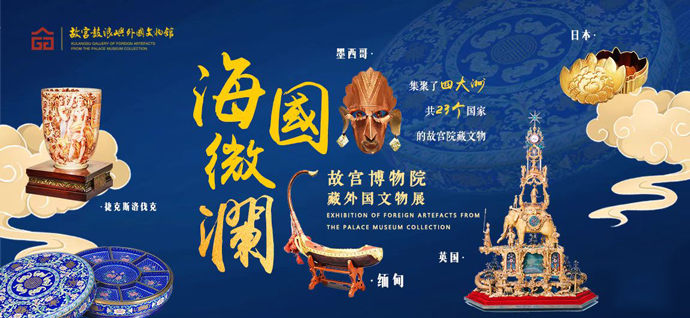 故宫鼓浪屿外国文物館
KULANGSU GALLERY OF FOREIGN ARTEFACTS
FROM THE PALACE MUSEUM COLLECTION
日本·
墨西哥·
海國微澜
集聚了四大洲
共23个国家
的故宫院藏文物
故宫博物院
藏外国文物展
EXHIBITION OF FOREIGN ARTEFACTS FROM
THE PALACE MUSEUM COLLECTION
·捷克斯洛伐克
英国·
·缅甸